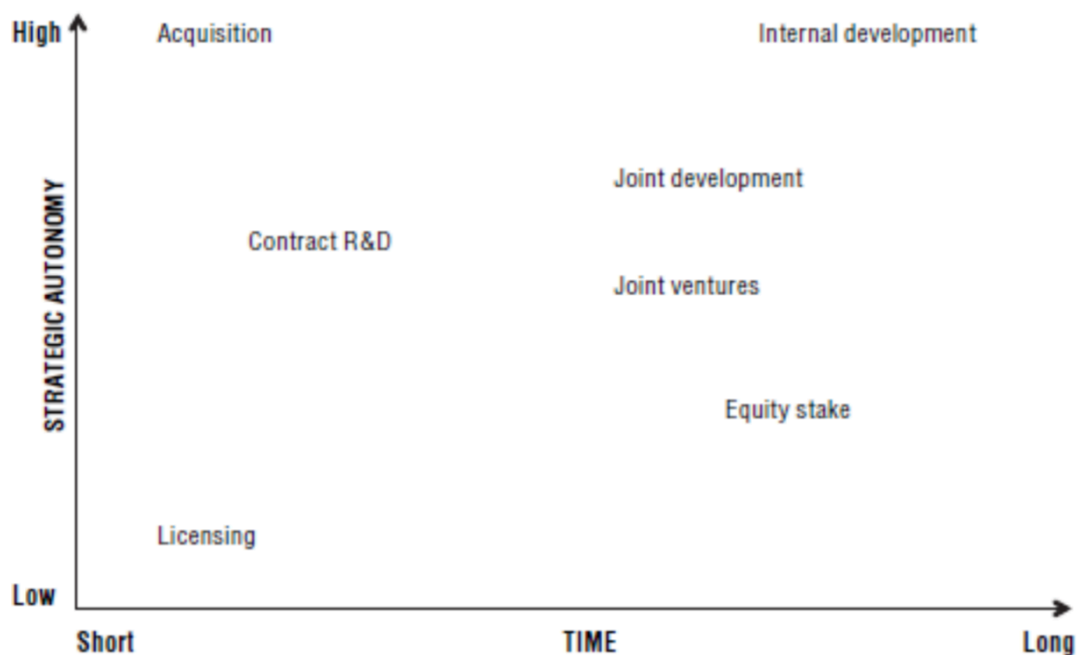 High
Acquisition
Internal development
Joint development
STRATEGIC AUTONOMY
Contract R&D
Joint ventures
Equity stake
Licensing
Low
Short
TIME
Long